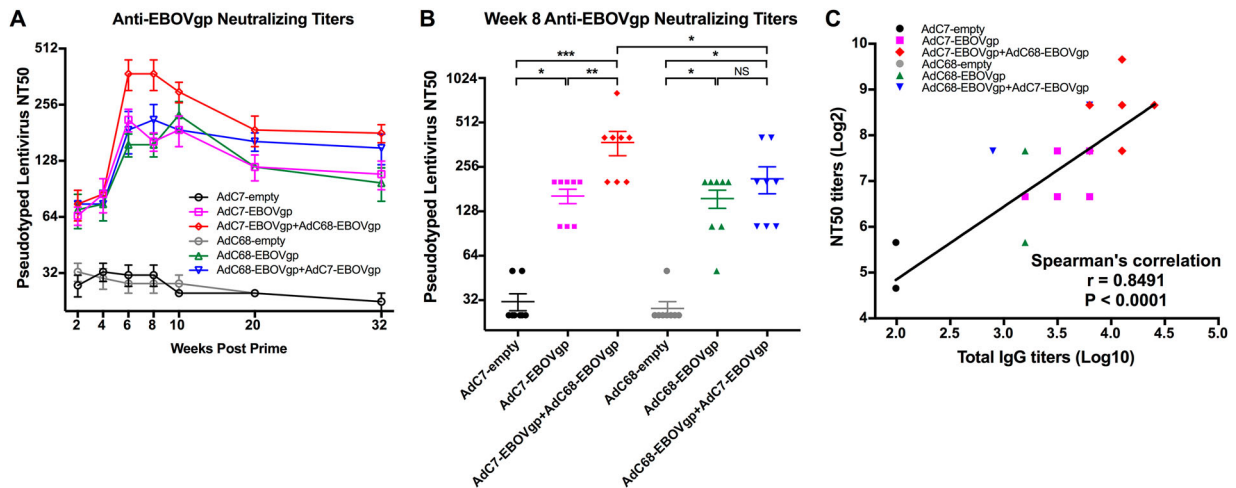 A
Anti-EBOVgp Neutralizing Titers
Pseudotyped Lentivirus NT50
512
256
128
64
32
AdC7-empty
AdC7-EBOVgp
AdC7-EBOVgp+AdC68-EBOVgp
AdC68-empty
AdC68-EBOVgp
AdC68-EBOVgp+AdC7-EBOVgp
2 4 6 8 10 20 32
Weeks Post Prime
B
Week 8 Anti-EBOVgp Neutralizing Titers
Pseudotyped Lentivirus NT50
* 
*** *
* ** * NS
1024
512
256
128
64
32
AdC7-empty
AdC7-EBOVgp
AdC7-EBOVgp+AdC68-EBOVgp
AdC68-empty
AdC68-EBOVgp
AdC68-EBOVgp+AdC7-EBOVgp
C
AdC7-empty
AdC7-EBOVgp
AdC7-EBOVgp+AdC68-EBOVgp
AdC68-empty
AdC68-EBOVgp
AdC68-EBOVgp+AdC7-EBOVgp
NT50 titers (Log2)
10
9
8
7
6
5
4
Spearman's correlation
r = 0.8491
P < 0.0001
2.0 2.5 3.0 3.5 4.0 4.5 5.0
Total IgG titers (Log10)